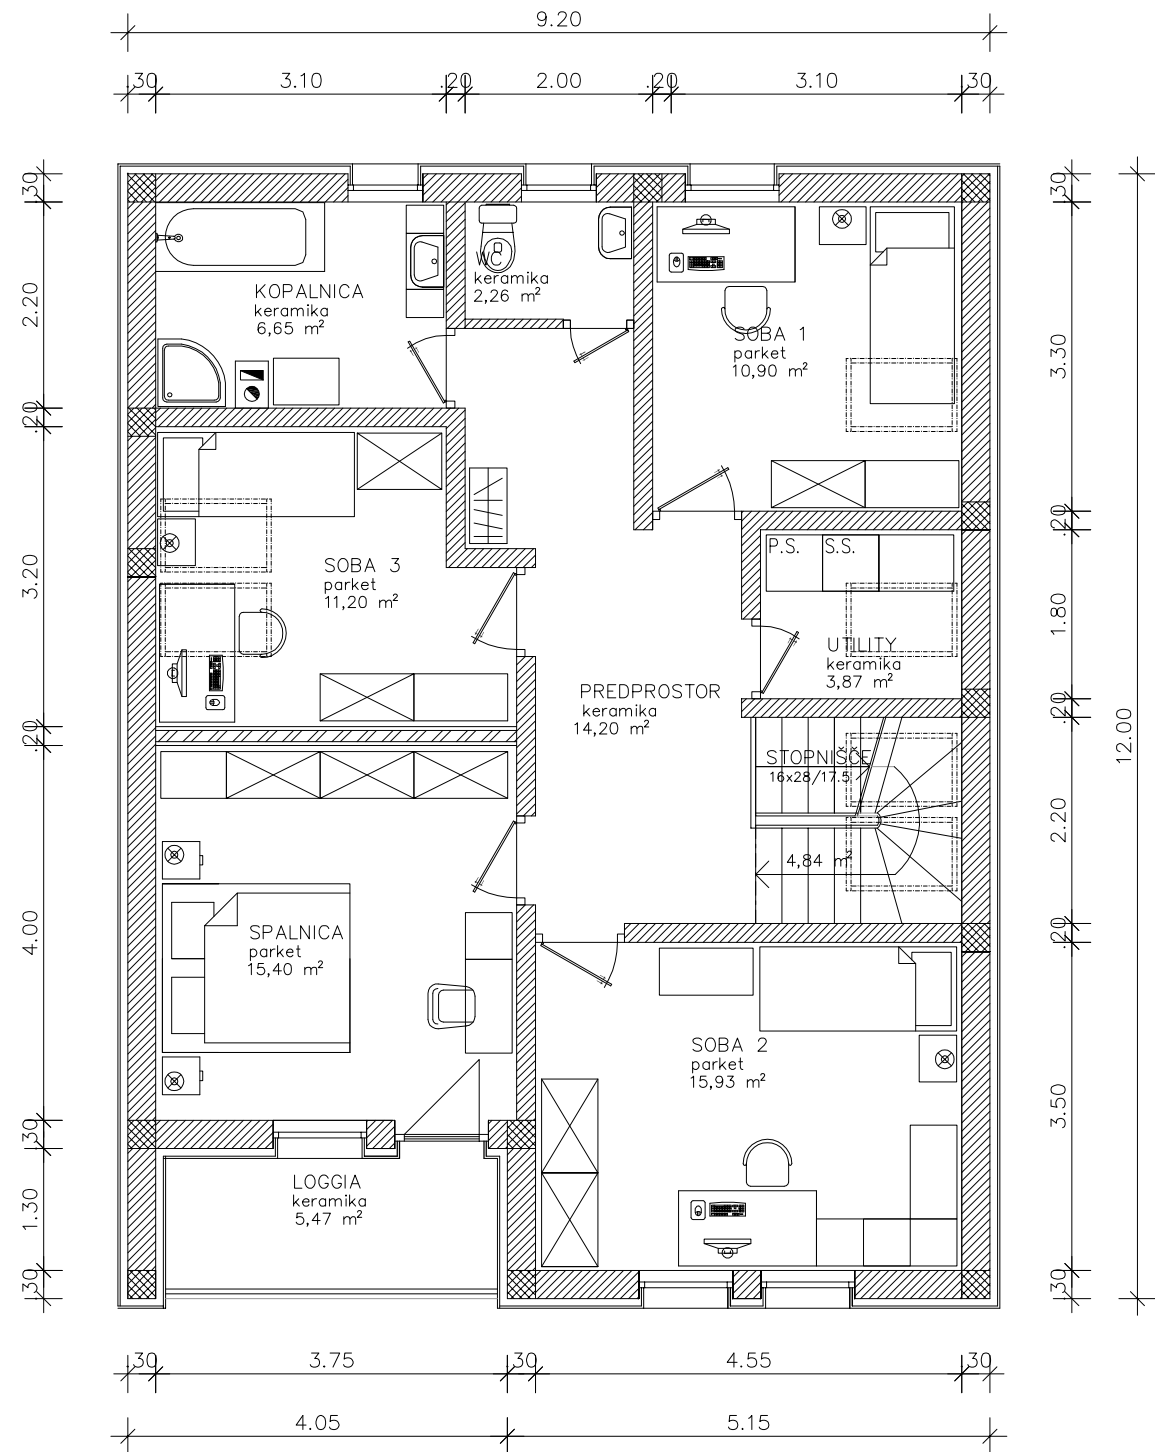 9.20
.30 3.10 .20 2.00 .20 3.10 .30
.30
2.20
.20
3.20
.20
4.00
.30
1.30
.30
KOPALNICA
keramika
6,65 m²
WC
keramika
2,26 m²
SOBA 1
parket
10,90 m²
SOBA 3
parket
11,20 m²
P.S. S.S.
UTILITY
keramika
3,87 m²
PREDPROSTOR
keramika
14,20 m²
STOPNIŠČE
16x28/17.5
4,84 m²
SPALNICA
parket
15,40 m²
SOBA 2
parket
15,93 m²
LOGGIA
keramika
5,47 m²
.30
3.30
.20
1.80
.20
2.20
.20
3.50
.30
12.00
.30 3.75 .30 4.55 .30
4.05 5.15